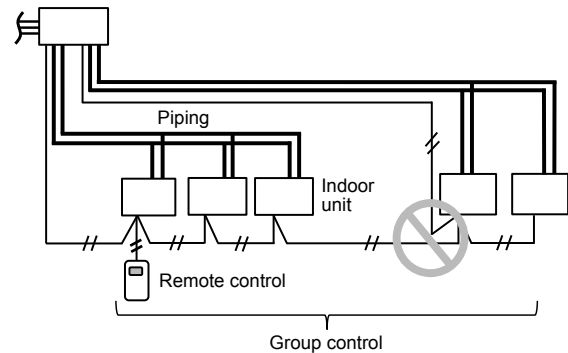 Piping
Indoor
unit
Remote control
Group control